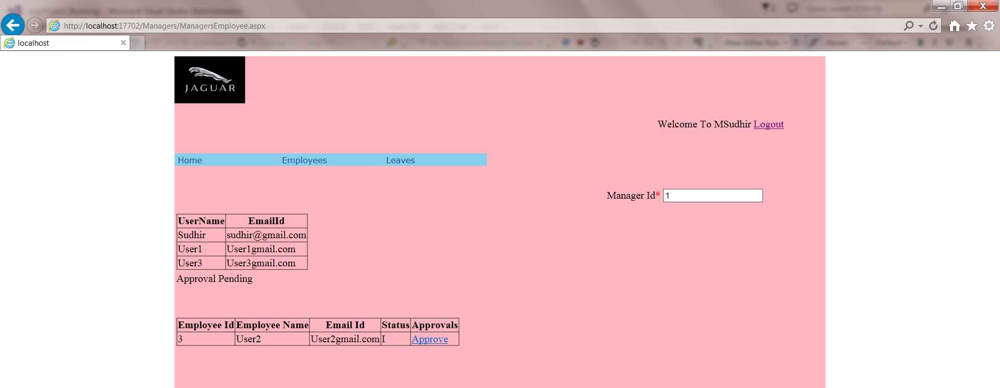 http://localhost:17702/Managers/ManagersEmployee.aspx
localhost
JAGUAR
Welcome To MSudhir Logout
Home Employees Leaves
Manager Id* 1
UserName EmailId
Sudhir sudhir@gmail.com
User1 User1gmail.com
User3 User3gmail.com
Approval Pending
Employee Id Employee Name Email Id Status Approvals
3 User2 User2gmail.com I Approve